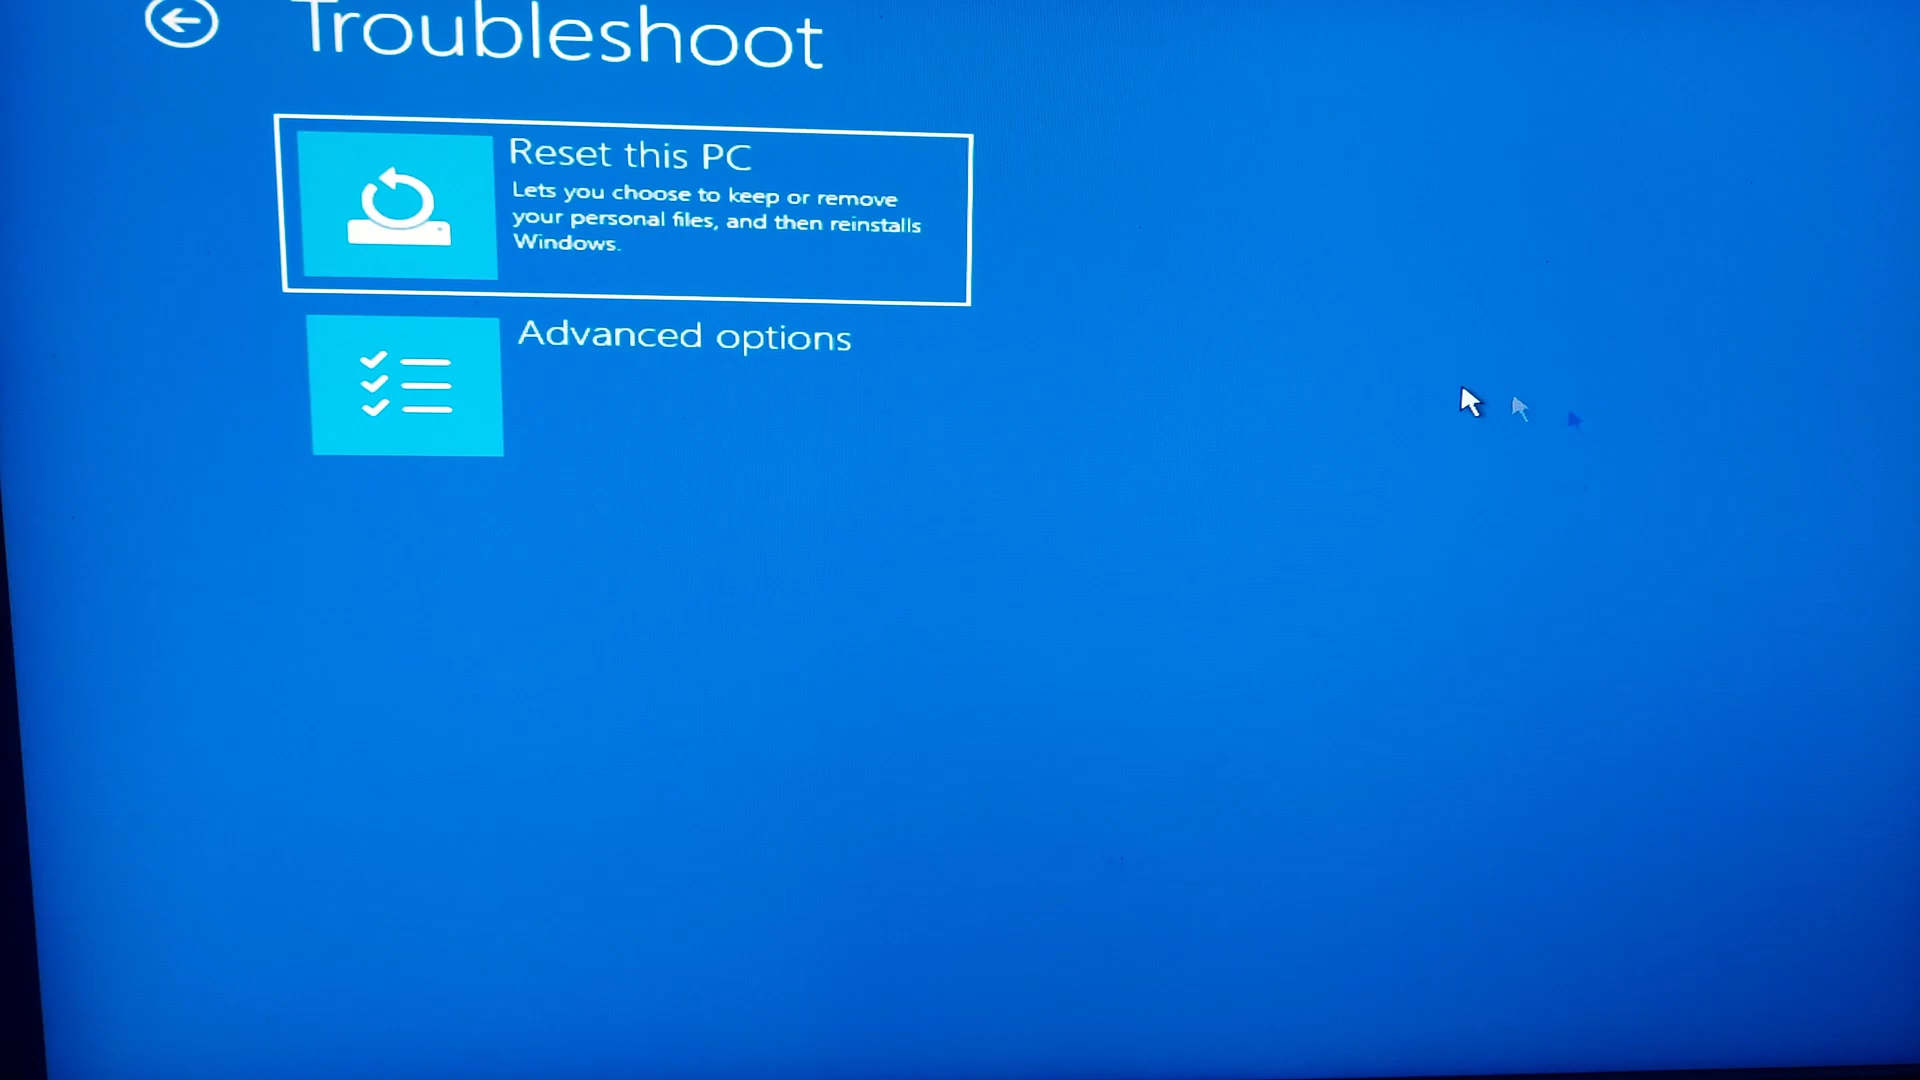 Troubleshoot
Reset this PC
Lets you choose to keep or remove
your personal files, and then reinstalls
Windows.
Advanced options